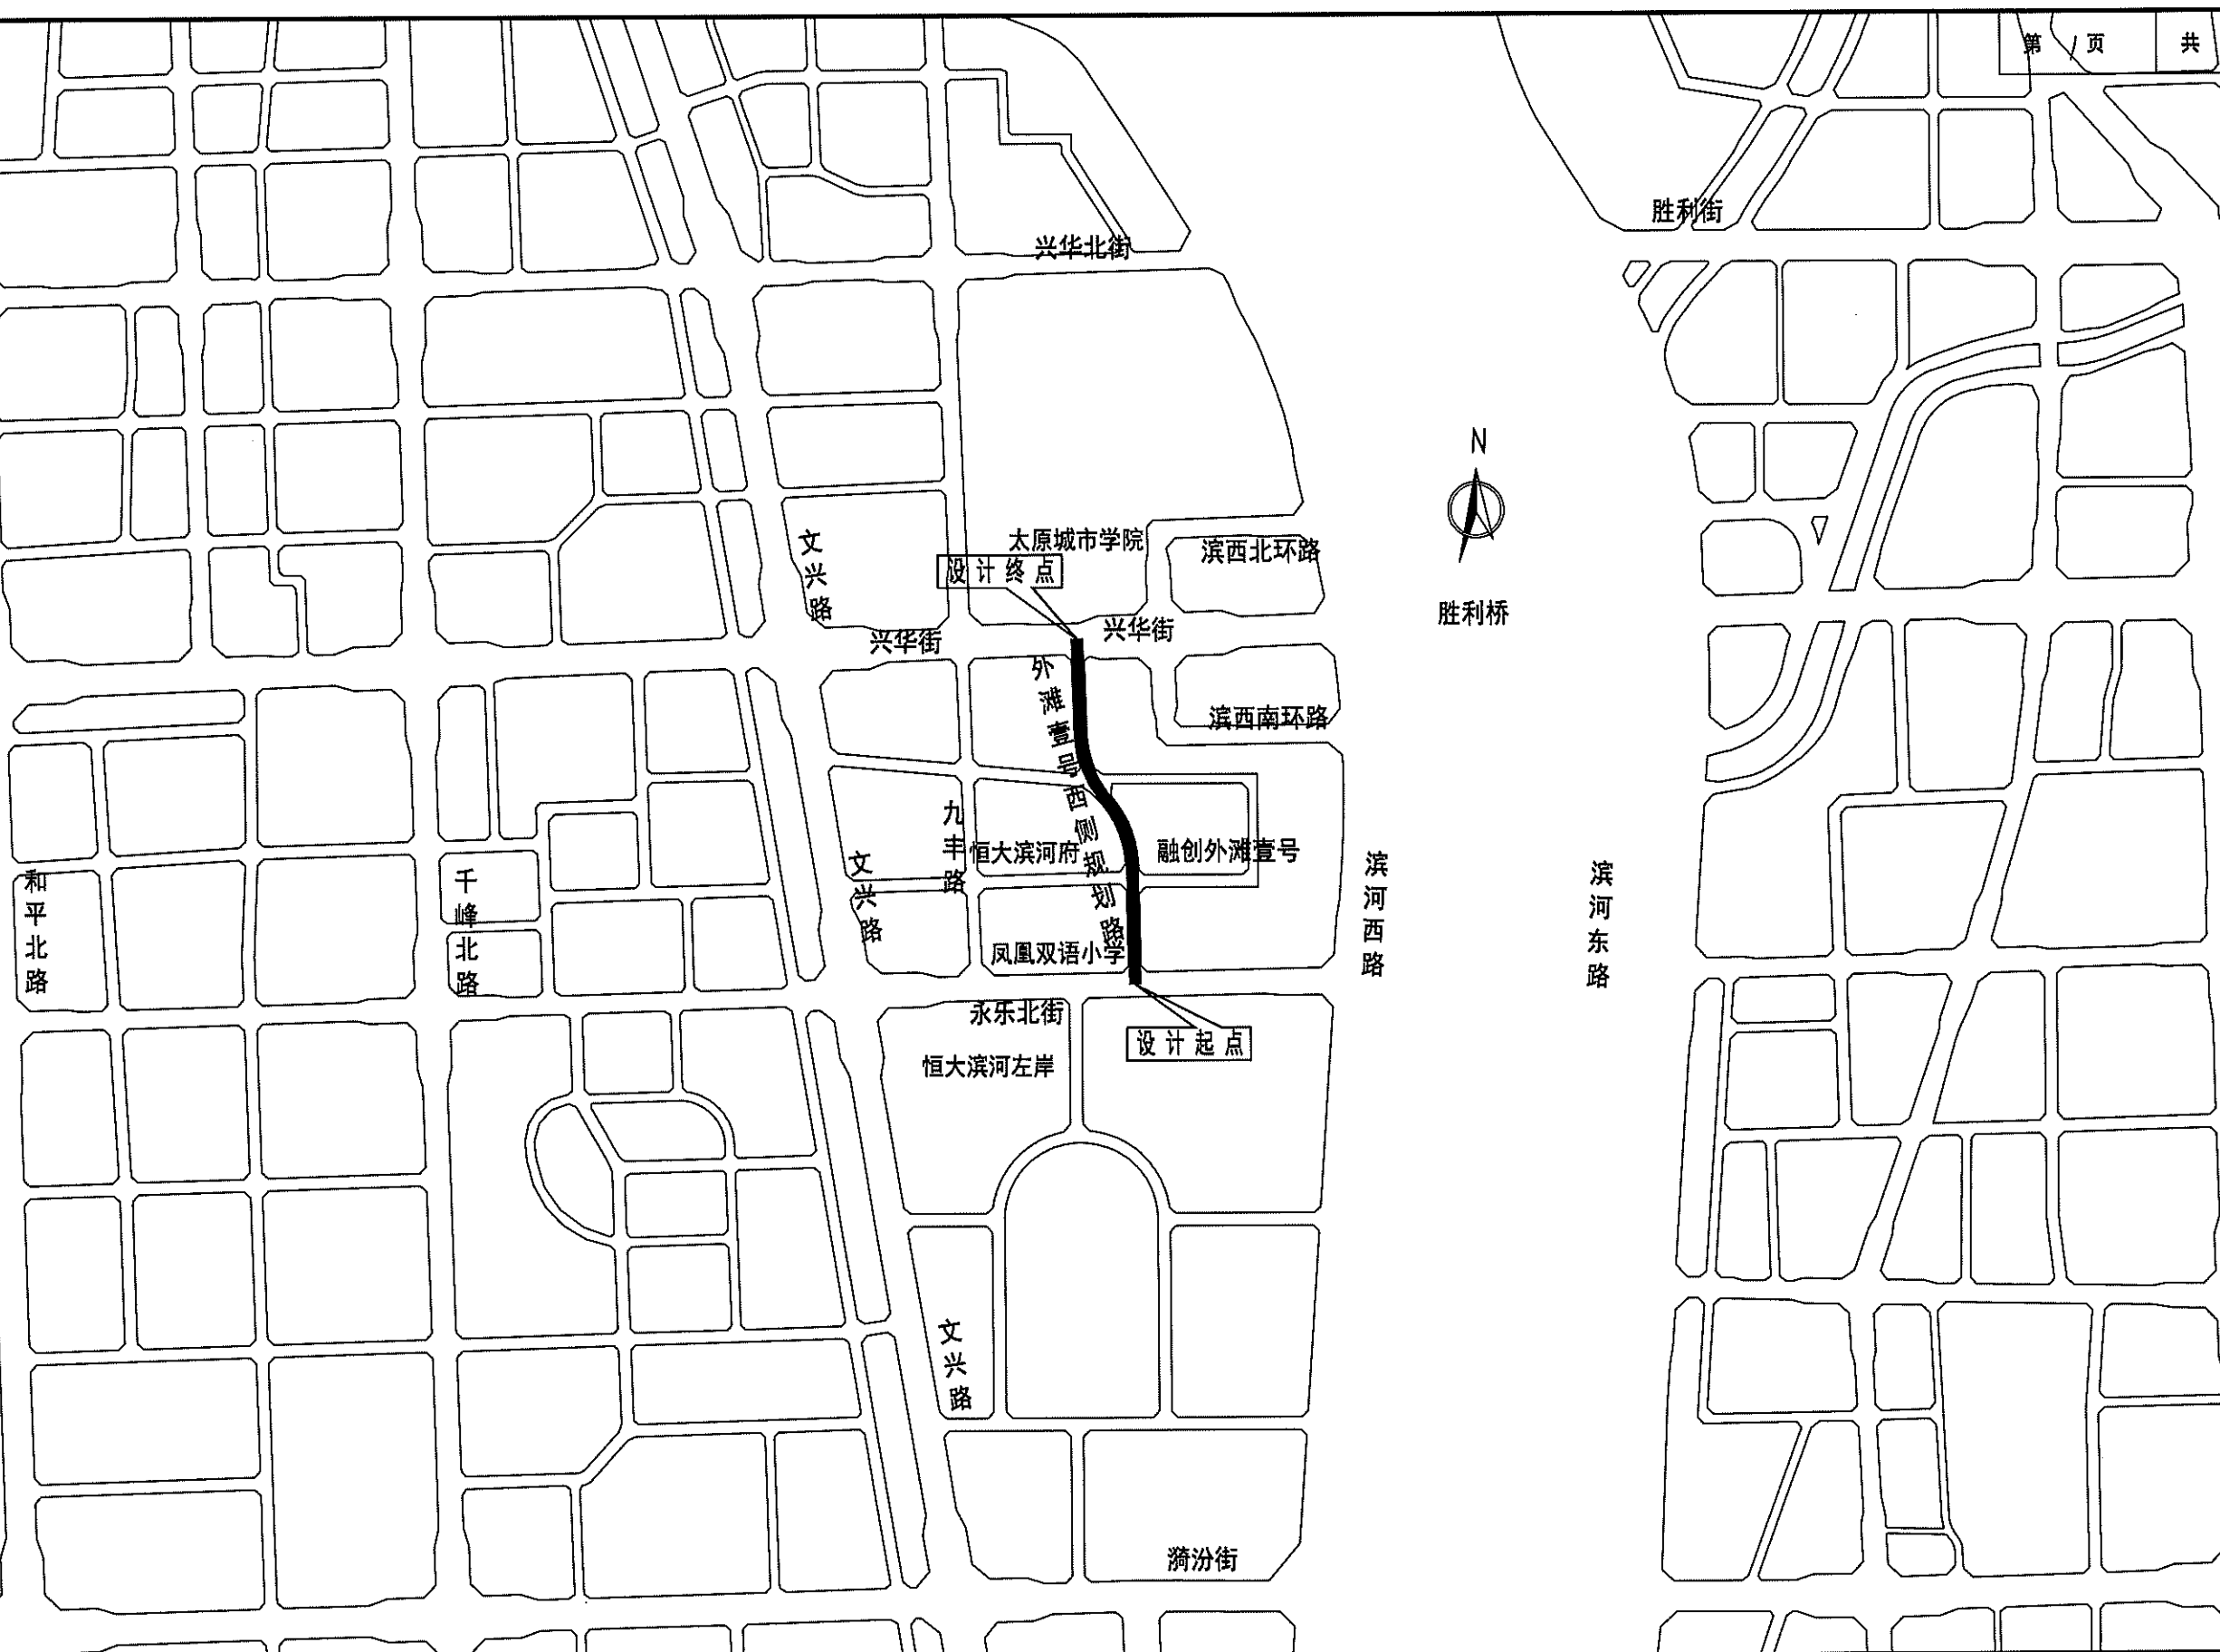 第 1 页
共
胜利街
兴华北街
N
太原城市学院
滨西北环路
设计终点
文兴路
胜利桥
兴华街
兴华街
外滩壹号西侧规划路
滨西南环路
九丰路
恒大滨河府
融创外滩壹号
文兴路
和平北路
千峰北路
滨河西路
滨河东路
凤凰双语小学
永乐北街
设计起点
恒大滨河左岸
文兴路
漪汾街